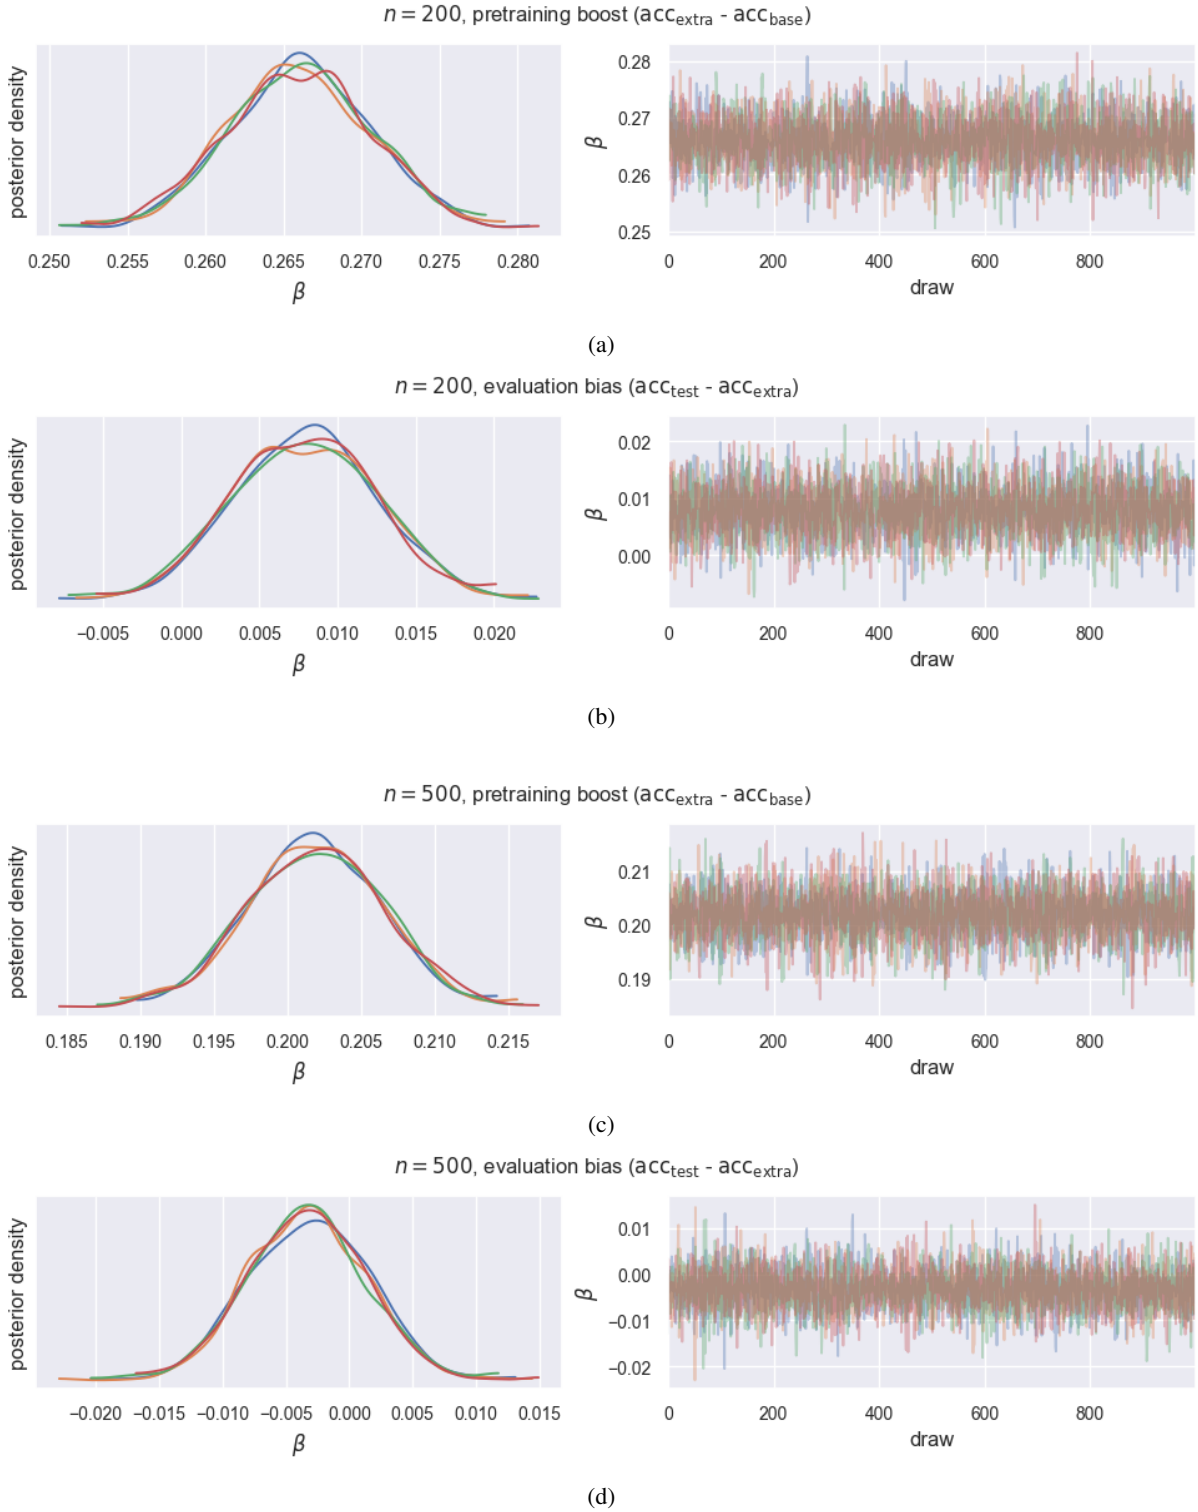 n = 200, pretraining boost (acc_extra - acc_base)
posterior density
0.250 0.255 0.260 0.265 0.270 0.275 0.280
β
β
0.28
0.27
0.26
0.25
0 200 400 600 800
draw
(a)
n = 200, evaluation bias (acc_test - acc_extra)
posterior density
−0.005 0.000 0.005 0.010 0.015 0.020
β
β
0.02
0.01
0.00
0 200 400 600 800
draw
(b)
n = 500, pretraining boost (acc_extra - acc_base)
posterior density
0.185 0.190 0.195 0.200 0.205 0.210 0.215
β
β
0.21
0.20
0.19
0 200 400 600 800
draw
(c)
n = 500, evaluation bias (acc_test - acc_extra)
posterior density
−0.020 −0.015 −0.010 −0.005 0.000 0.005 0.010 0.015
β
β
0.01
0.00
−0.01
−0.02
0 200 400 600 800
draw
(d)